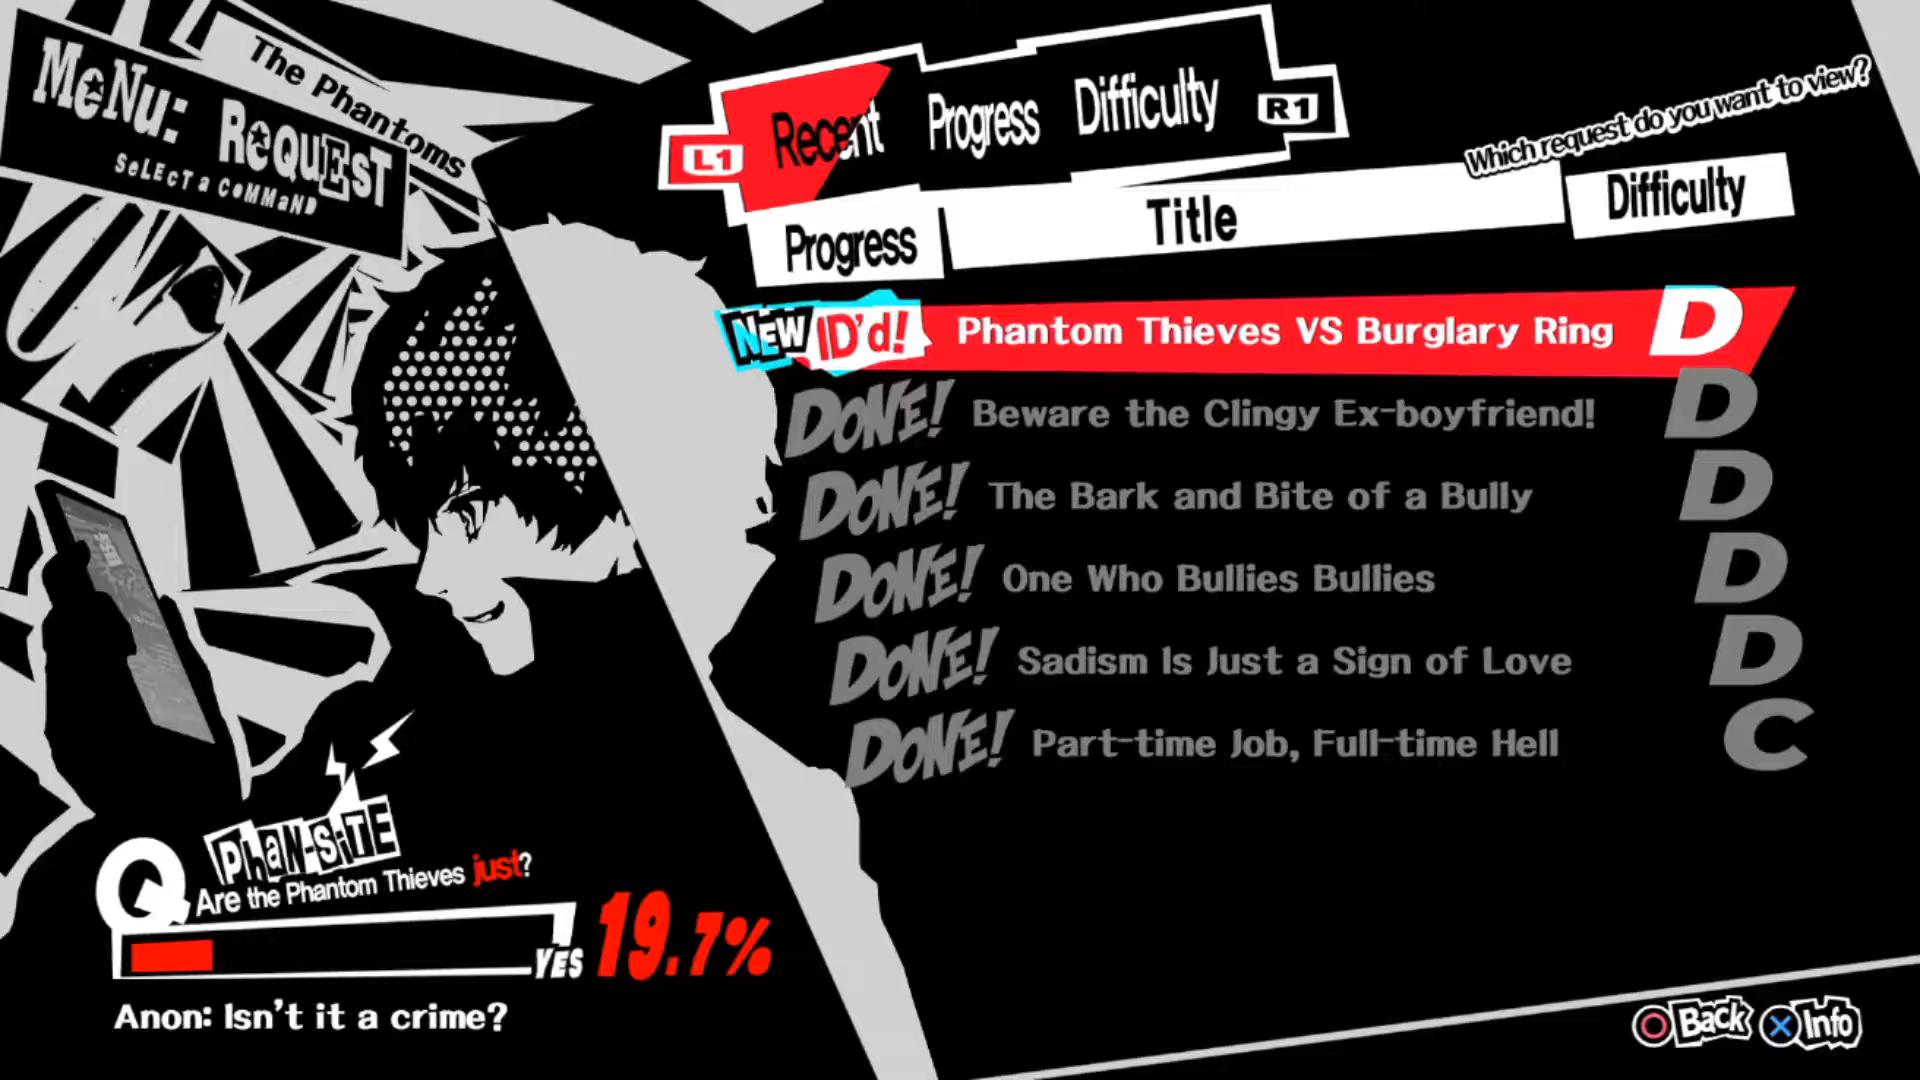 The Phantoms
MeNu: ReQuEsT
SeLEcT a CoMMaND
L1 Recent Progress Difficulty R1
Which request do you want to view?
Progress Title Difficulty
NEW ID'd! Phantom Thieves VS Burglary Ring D
DONE! Beware the Clingy Ex-boyfriend! D
DONE! The Bark and Bite of a Bully D
DONE! One Who Bullies Bullies D
DONE! Sadism Is Just a Sign of Love D
DONE! Part-time Job, Full-time Hell C
PhaN-SiTE
Q Are the Phantom Thieves just?
YES 19.7%
Anon: Isn't it a crime?
Back Info